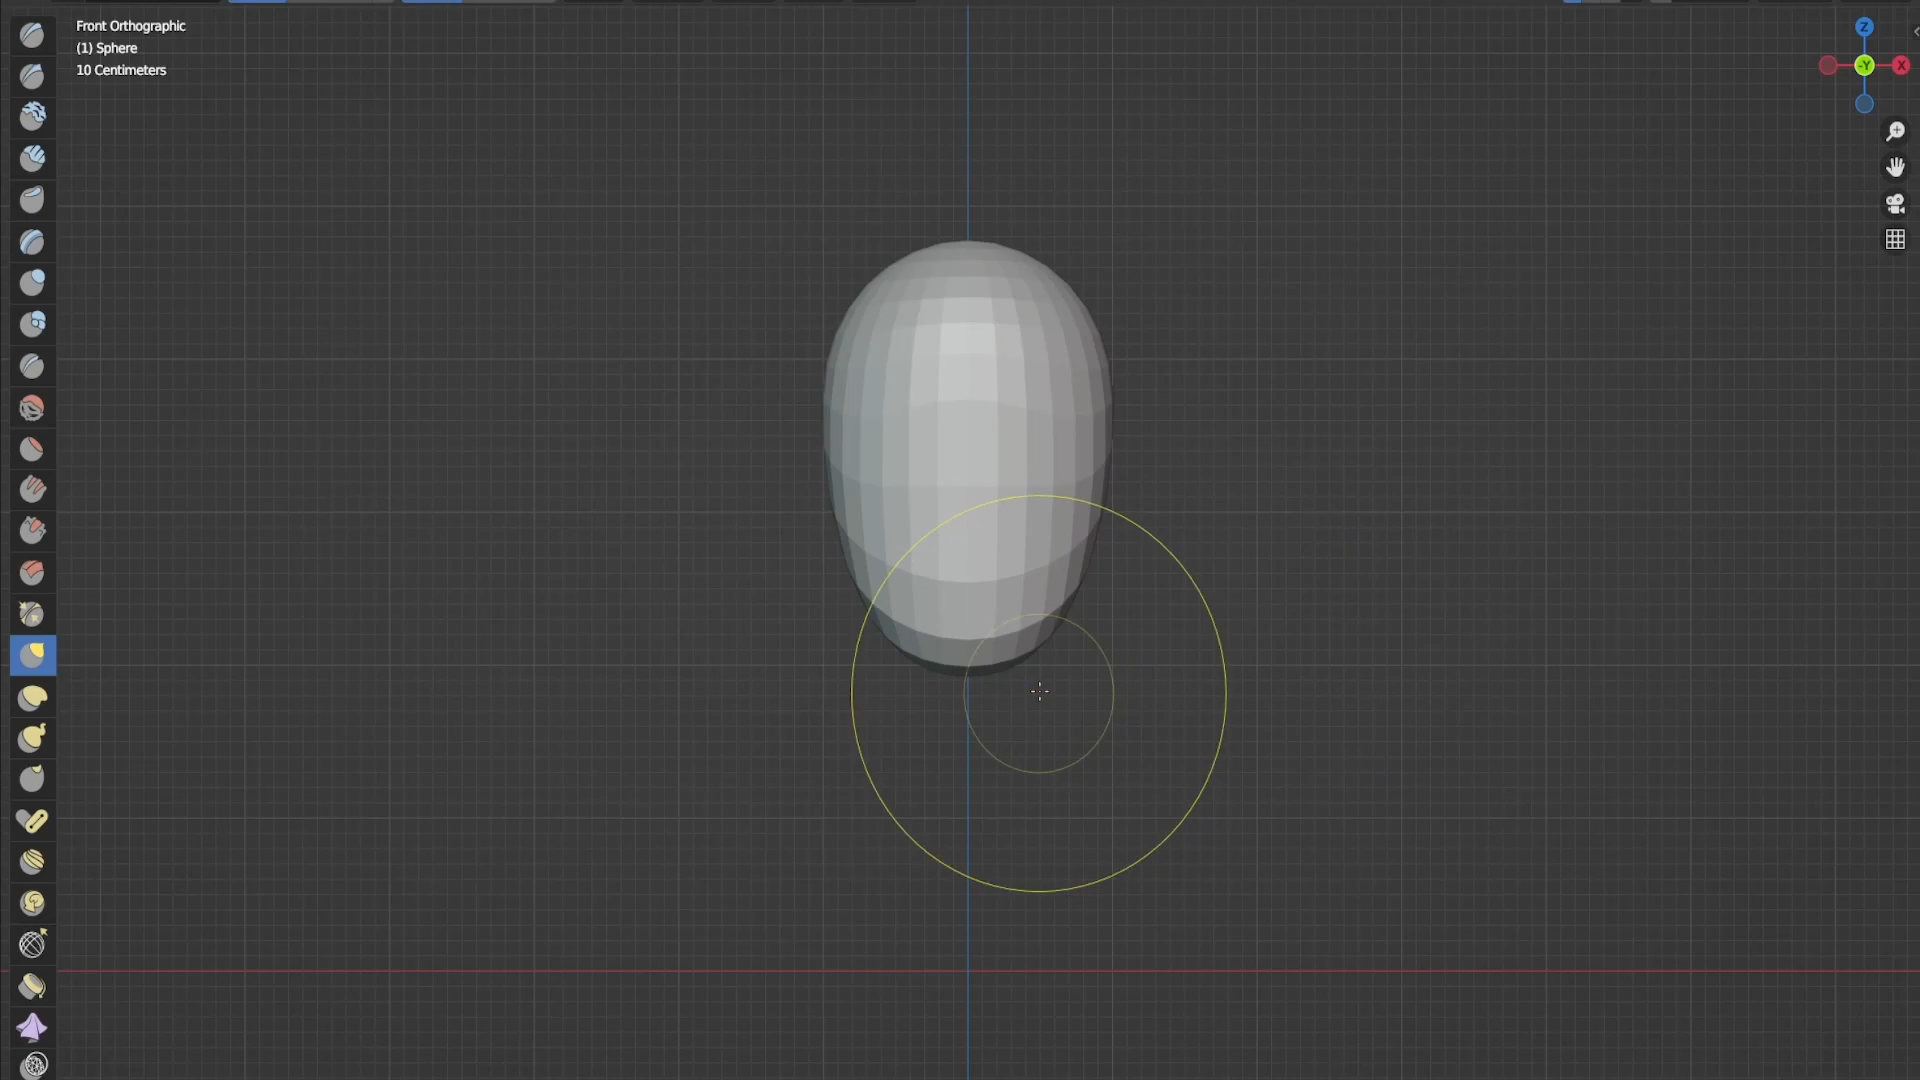 Front Orthographic
(1) Sphere
10 Centimeters
Z
-Y
X